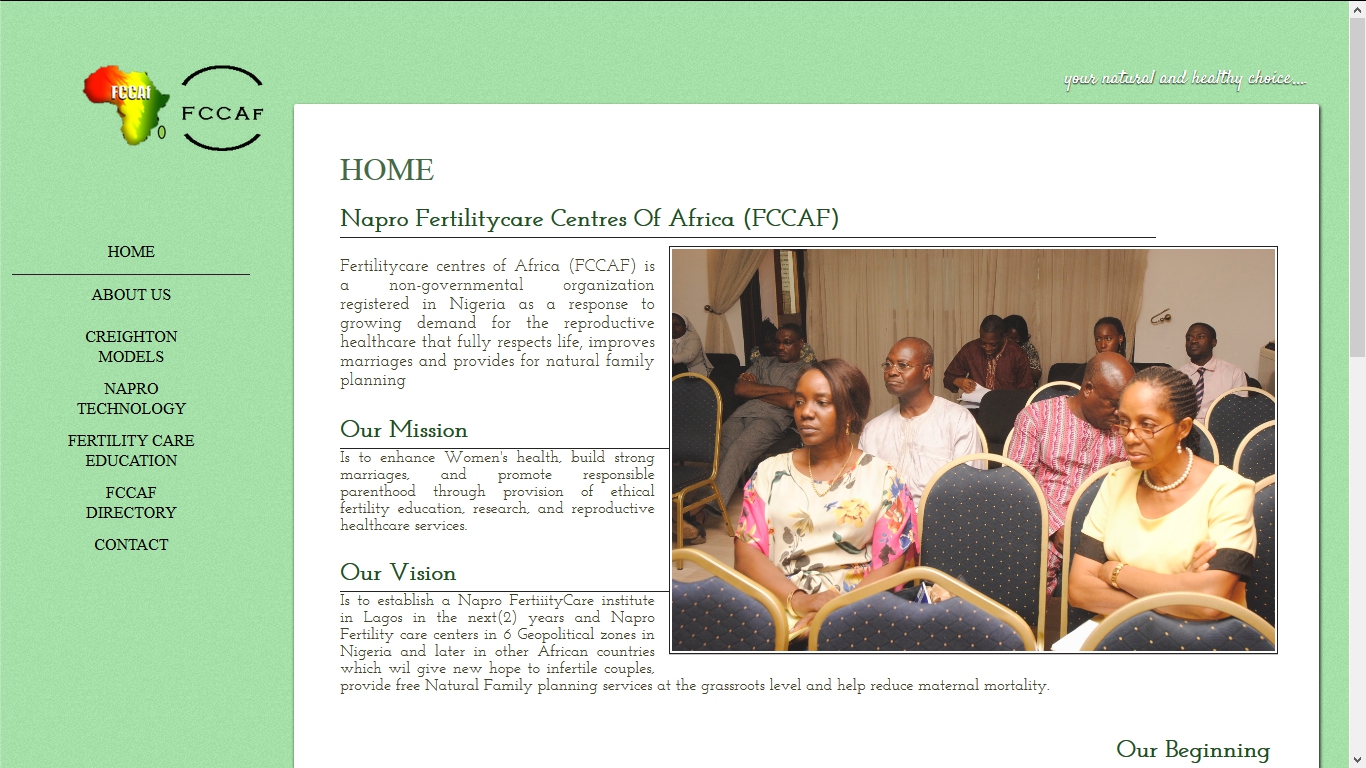 FCCAf
FCCAF
your natural and healthy choice....
HOME
ABOUT US
CREIGHTON
MODELS
NAPRO
TECHNOLOGY
FERTILITY CARE
EDUCATION
FCCAF
DIRECTORY
CONTACT
HOME
Napro Fertilitycare Centres Of Africa (FCCAF)
Fertilitycare centres of Africa (FCCAF) is
a non-governmental organization
registered in Nigeria as a response to
growing demand for the reproductive
healthcare that fully respects life, improves
marriages and provides for natural family
planning
Our Mission
Is to enhance Women's health, build strong
marriages, and promote responsible
parenthood through provision of ethical
fertility education, research, and reproductive
healthcare services.
Our Vision
Is to establish a Napro FertiiityCare institute
in Lagos in the next(2) years and Napro
Fertility care centers in 6 Geopolitical zones in
Nigeria and later in other African countries
which wil give new hope to infertile couples,
provide free Natural Family planning services at the grassroots level and help reduce maternal mortality.
Our Beginning